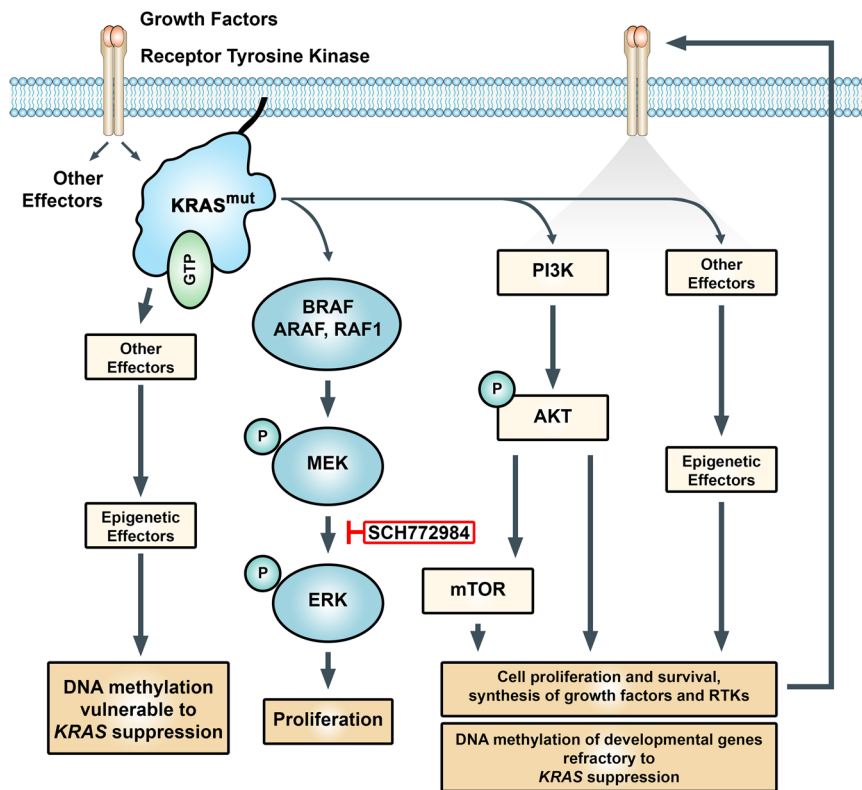 Growth Factors
Receptor Tyrosine Kinase
Other
Effectors
KRASmut
GTP
BRAF
ARAF, RAF1
PI3K
Other
Effectors
Other
Effectors
P
AKT
P
MEK
Epigenetic
Effectors
Epigenetic
Effectors
SCH772984
P
ERK
mTOR
DNA methylation
vulnerable to
KRAS suppression
Proliferation
Cell proliferation and survival,
synthesis of growth factors and RTKs
DNA methylation of developmental genes
refractory to
KRAS suppression